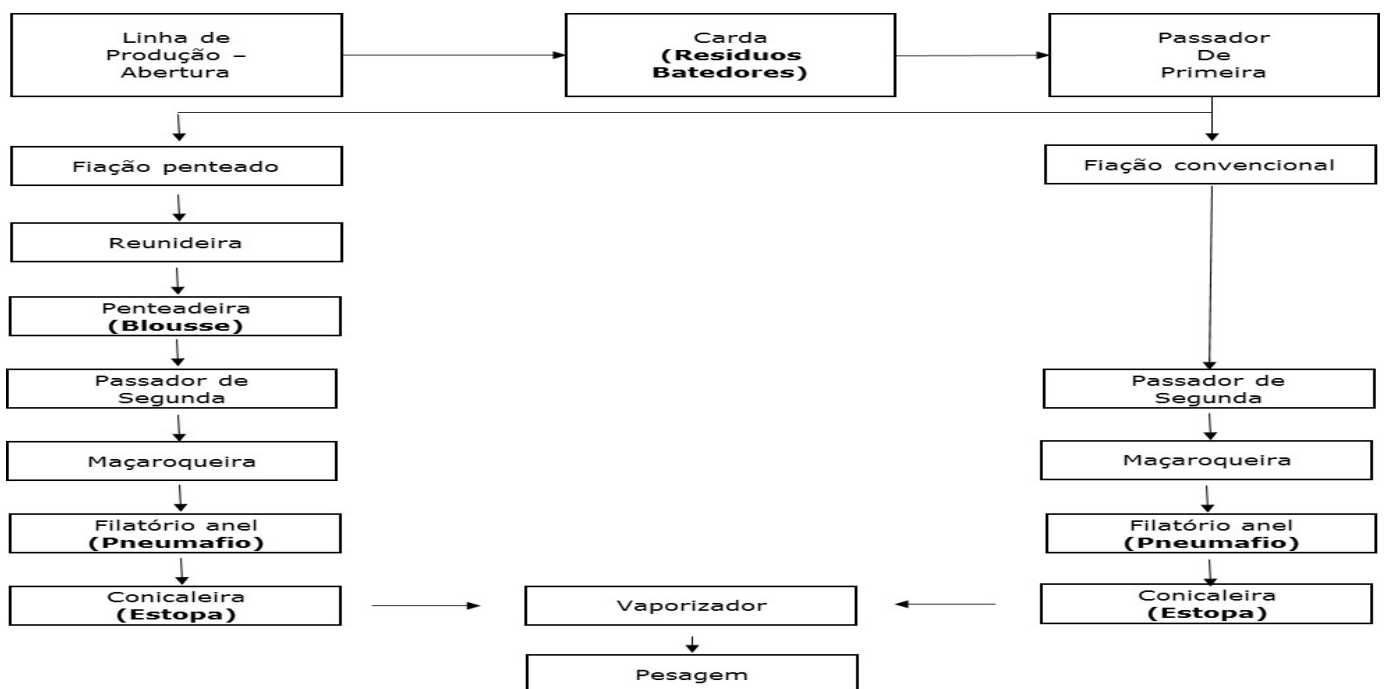 Linha de
Produção –
Abertura
Carda
(Residuos
Batedores)
Passador
De
Primeira
Fiação penteado
Reunideira
Penteadeira
(Blousse)
Passador de
Segunda
Maçaroqueira
Filatório anel
(Pneumafio)
Conicaleira
(Estopa)
Fiação convencional
Passador de
Segunda
Maçaroqueira
Filatório anel
(Pneumafio)
Conicaleira
(Estopa)
Vaporizador
Pesagem